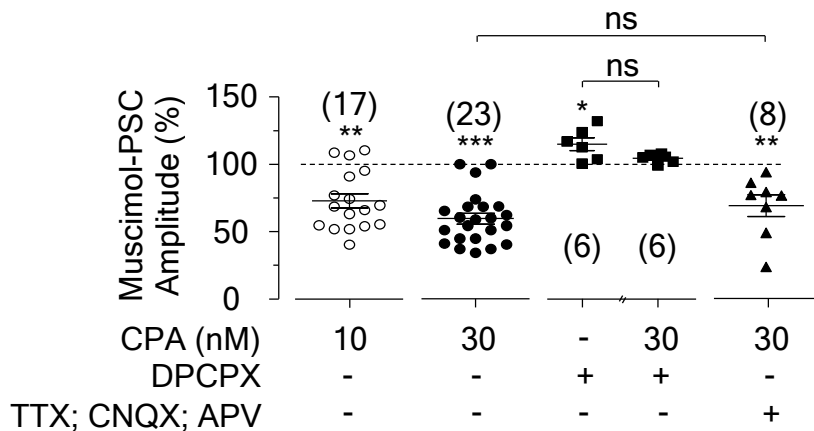 ns
ns
(17) (23) * (8)
** *** **
150
100
50
0
Muscimol-PSC
Amplitude (%)
(6) (6)
CPA (nM) 10 30 - 30 30
DPCPX - - + + -
TTX; CNQX; APV - - - - +